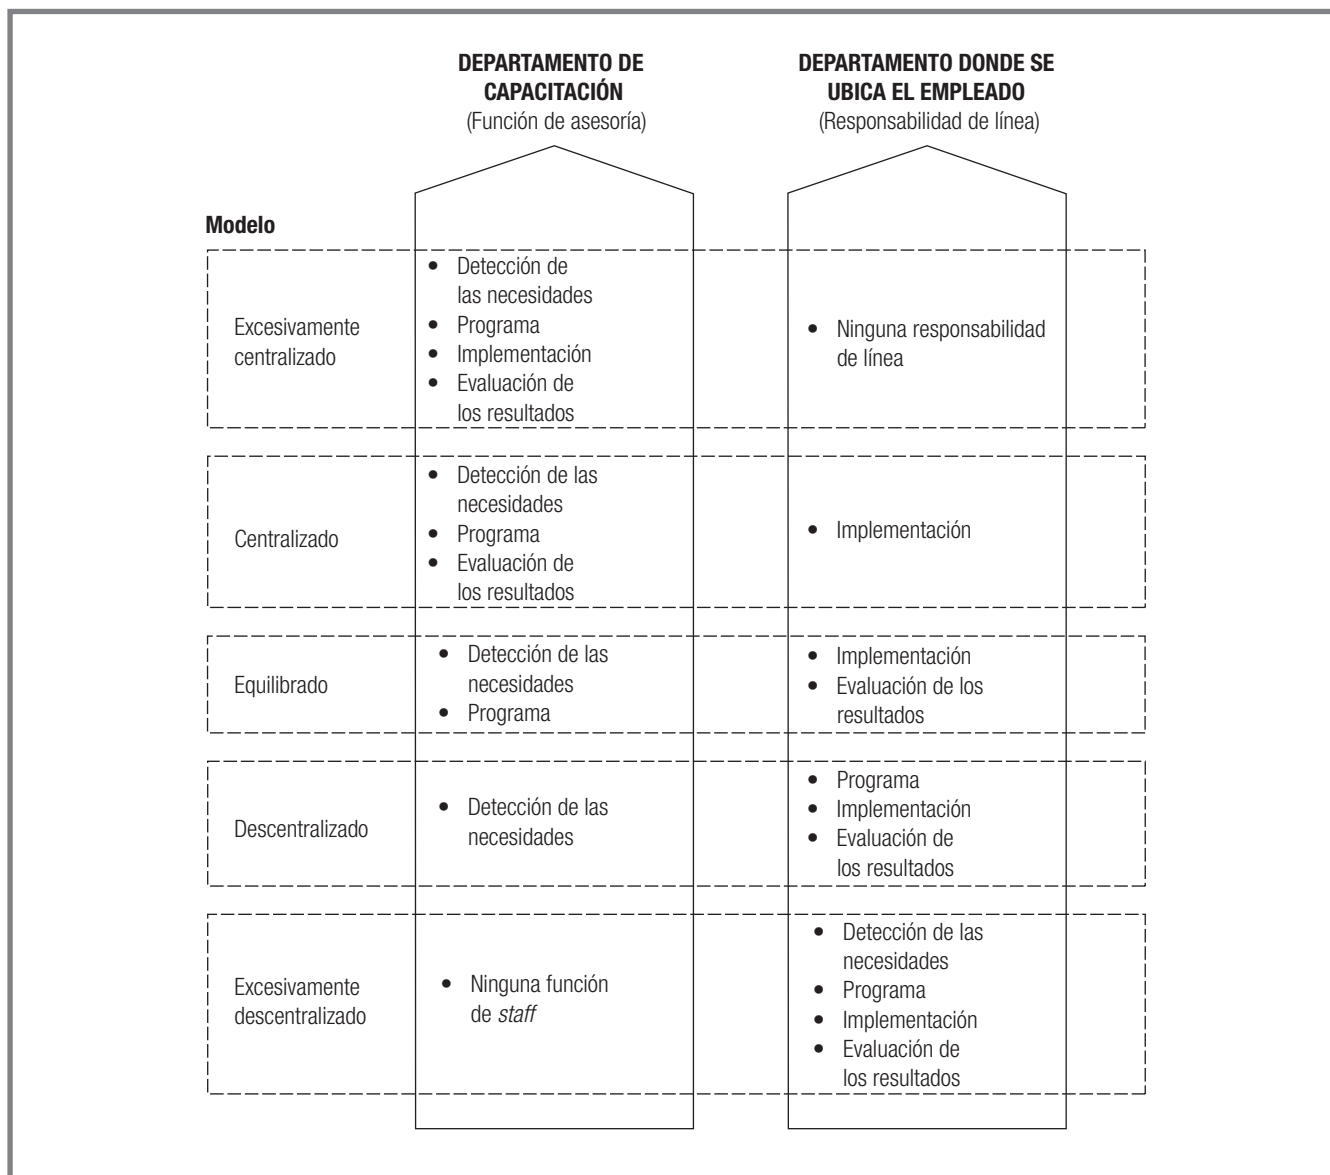 DEPARTAMENTO DE
CAPACITACIÓN
(Función de asesoría)
DEPARTAMENTO DONDE SE
UBICA EL EMPLEADO
(Responsabilidad de línea)
Modelo
Excesivamente
centralizado
• Detección de
las necesidades
• Programa
• Implementación
• Evaluación de
los resultados
• Ninguna responsabilidad
de línea
Centralizado
• Detección de las
necesidades
• Programa
• Evaluación de
los resultados
• Implementación
Equilibrado
• Detección de las
necesidades
• Programa
• Implementación
• Evaluación de los
resultados
Descentralizado
• Detección de las
necesidades
• Programa
• Implementación
• Evaluación de
los resultados
Excesivamente
descentralizado
• Ninguna función
de staff
• Detección de las
necesidades
• Programa
• Implementación
• Evaluación de
los resultados